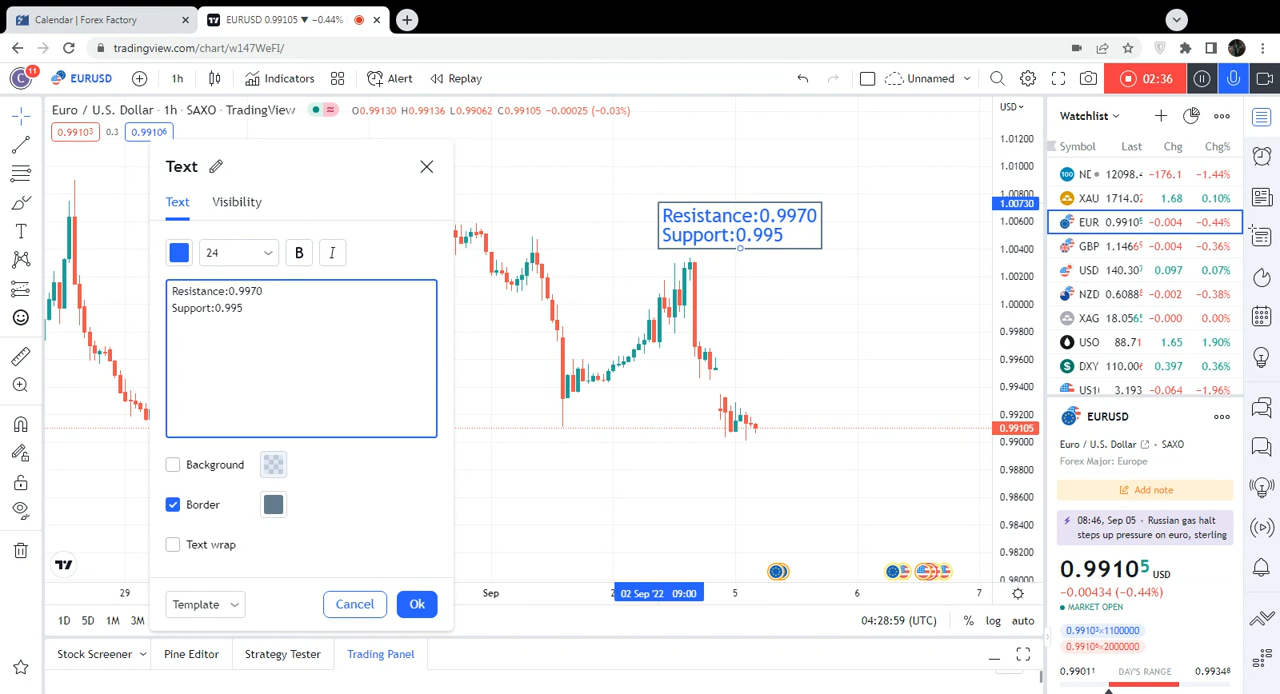 Calendar | Forex Factory
EURUSD 0.99105 ▼ −0.44%
tradingview.com/chart/w147WeFI/
C 11 EURUSD 1h Indicators Alert Replay Unnamed 02:36
Euro / U.S. Dollar · 1h · SAXO · TradingView O0.99130 H0.99136 L0.99062 C0.99105 −0.00025 (−0.03%)
0.99103 0.3 0.99106
USD
Text
Text Visibility
24 B I
Resistance:0.9970
Support:0.995
Background
Border
Text wrap
Template Cancel Ok
Resistance:0.9970
Support:0.995
1.01200
1.01000
1.00800
1.00730
1.00600
1.00400
1.00200
1.00000
0.99800
0.99600
0.99400
0.99200
0.99105
0.99000
0.98800
0.98600
0.98400
0.98200
0.98000
29 Sep 2 02 Sep '22 09:00 5 6 7
1D 5D 1M 3M 04:28:59 (UTC) % log auto
Stock Screener Pine Editor Strategy Tester Trading Panel
Watchlist
Symbol Last Chg Chg%
100 NE 12098.4 −176.1 −1.44%
XAU 1714.02 1.68 0.10%
EUR 0.99105 −0.004 −0.44%
GBP 1.14666 −0.004 −0.36%
USD 140.303 0.097 0.07%
NZD 0.60888 −0.002 −0.38%
XAG 18.0565 −0.000 0.00%
USO 88.71 1.65 1.90%
DXY 110.006 0.397 0.36%
US10 3.193 −0.064 −1.96%
EURUSD
Euro / U.S. Dollar · SAXO
Forex Major: Europe
Add note
08:46, Sep 05 · Russian gas halt
steps up pressure on euro, sterling
0.99105 USD
−0.00434 (−0.44%)
MARKET OPEN
0.99103×1100000
0.99106×2000000
0.99011 DAY'S RANGE 0.99348